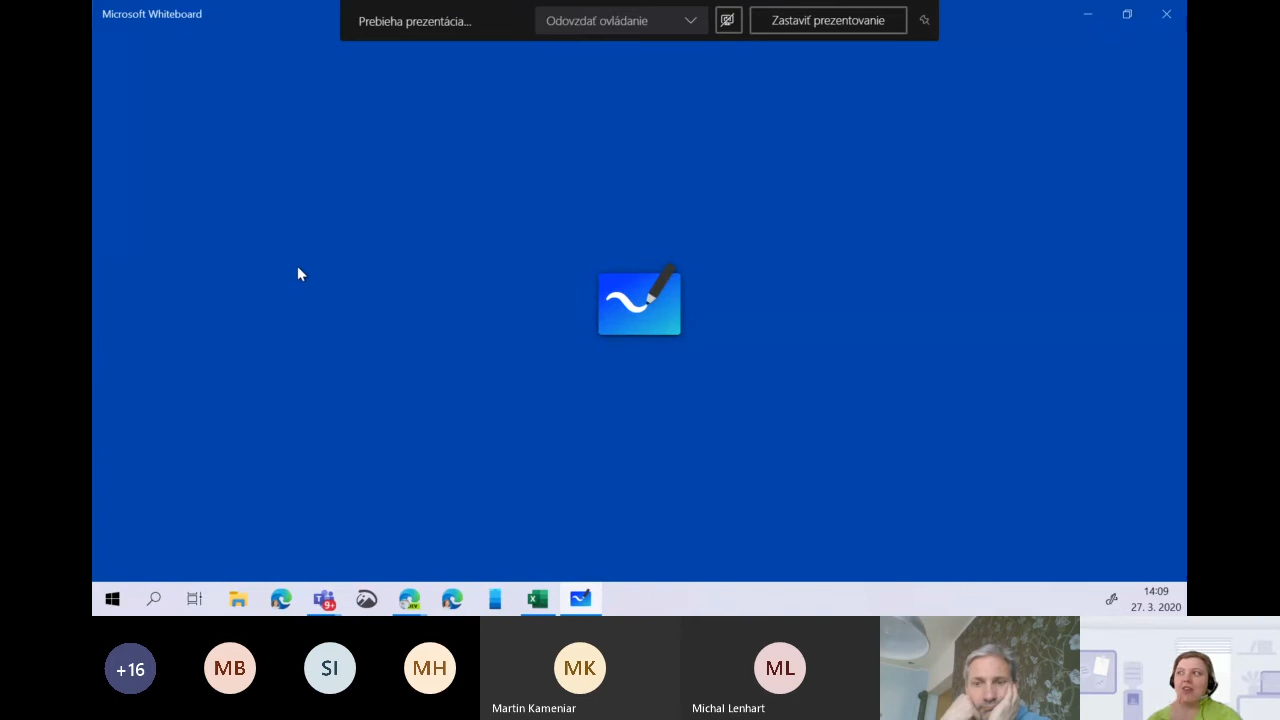 Microsoft Whiteboard
Prebieha prezentácia...
Odovzdať ovládanie
Zastaviť prezentovanie
9+
14:09
27. 3. 2020
+16
MB
SI
MH
MK
ML
Martin Kameniar
Michal Lenhart